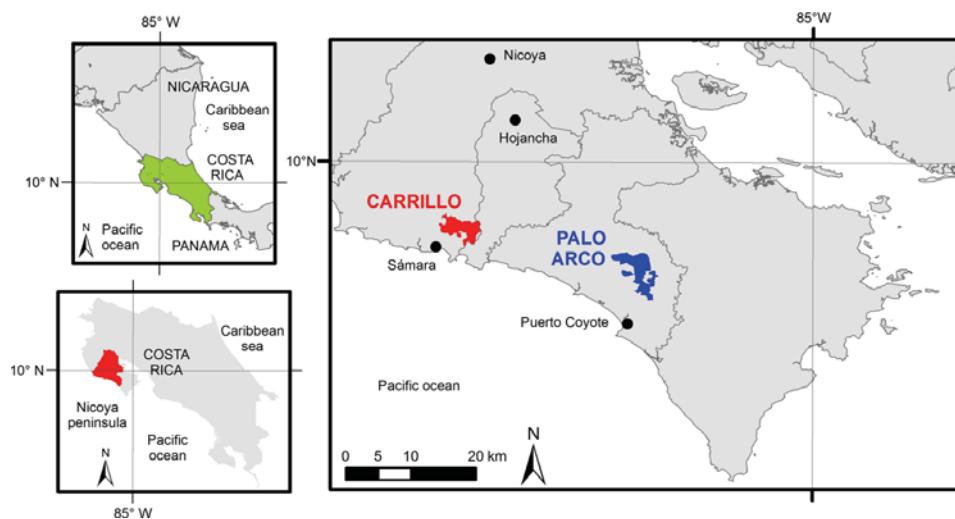 85° W
NICARAGUA
Caribbean
sea
COSTA
RICA
10° N
N
Pacific
ocean
PANAMA
Caribbean
sea
COSTA
RICA
10° N
Nicoya
peninsula
Pacific
ocean
N
85° W
85° W
Nicoya
Hojancha
10°N
CARRILLO
Sámara
PALO
ARCO
Puerto Coyote
Pacific ocean
N
0 5 10 20 km